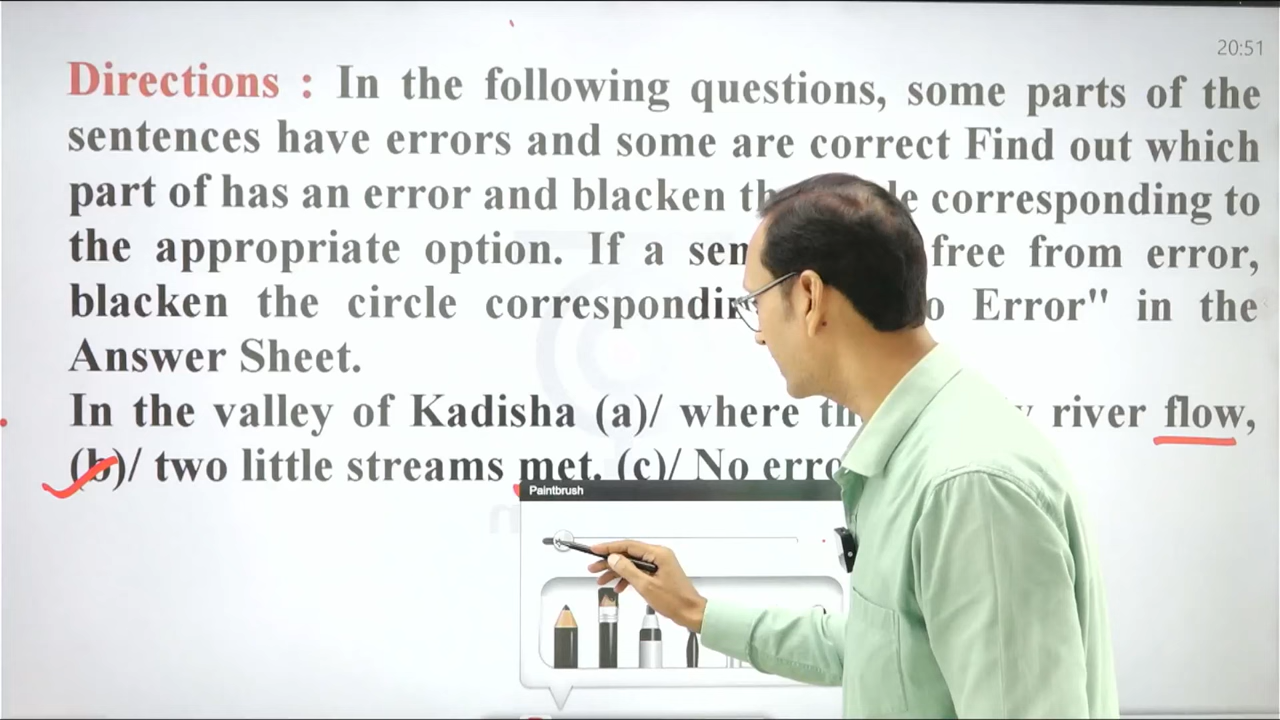 20:51
Directions : In the following questions, some parts of the
sentences have errors and some are correct Find out which
part of has an error and blacken corresponding to
the appropriate option. If a free from error,
blacken the circle Error" in the
Answer Sheet.
In the valley of Kadisha (a)/ where river flow,
(b)/ two little streams met. (c)/ No
Paintbrush